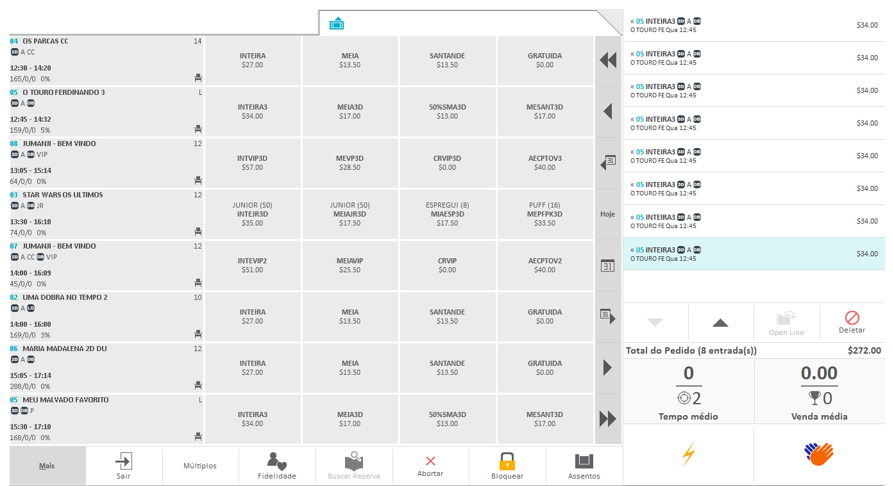 04 OS PARCAS CC 14
2D A CC
12:30 - 14:20
165/0/0 0%
INTEIRA MEIA SANTANDE GRATUIDA
$27.00 $13.50 $13.50 $0.00
05 O TOURO FERDINANDO 3 L
3D A DB
12:45 - 14:32
159/0/0 5%
INTEIRA3 MEIA3D 50%SMA3D MESANT3D
$34.00 $17.00 $13.00 $17.00
08 JUMANJI - BEM VINDO 12
3D A DB VIP
13:05 - 15:14
64/0/0 0%
INTVIP3D MEVP3D CRVIP3D AECPTOV3
$57.00 $28.50 $0.00 $40.00
03 STAR WARS OS ULTIMOS 12
3D A DB JR
13:30 - 16:10
74/0/0 0%
JUNIOR (50) JUNIOR (50) ESPREGUI (8) PUFF (16)
INTEJR3D MEIAJR3D MIAESP3D MEPFPK3D
$35.00 $17.50 $17.50 $33.50
Hoje
07 JUMANJI - BEM VINDO 12
2D A CC DB VIP
14:00 - 16:09
45/0/0 0%
INTEVIP2 MEIAVIP CRVIP AECPTOV2
$51.00 $25.50 $0.00 $40.00
31
02 UMA DOBRA NO TEMPO 2 10
2D A LG
14:00 - 16:00
169/0/0 3%
INTEIRA MEIA SANTANDE GRATUIDA
$27.00 $13.50 $13.50 $0.00
06 MARIA MADALENA 2D DU 12
2D A DB
15:05 - 17:14
288/0/0 0%
INTEIRA MEIA SANTANDE GRATUIDA
$27.00 $13.50 $13.50 $0.00
05 MEU MALVADO FAVORITO L
3D DB P
15:30 - 17:10
168/0/0 0%
INTEIRA3 MEIA3D 50%SMA3D MESANT3D
$34.00 $17.00 $13.00 $17.00
Mais Sair Múltiplos Fidelidade Buscar Reserva Abortar Bloquear Assentos
« 05 INTEIRA3 3D A DB $34.00
O TOURO FE Qua 12:45
« 05 INTEIRA3 3D A DB $34.00
O TOURO FE Qua 12:45
« 05 INTEIRA3 3D A DB $34.00
O TOURO FE Qua 12:45
« 05 INTEIRA3 3D A DB $34.00
O TOURO FE Qua 12:45
« 05 INTEIRA3 3D A DB $34.00
O TOURO FE Qua 12:45
« 05 INTEIRA3 3D A DB $34.00
O TOURO FE Qua 12:45
« 05 INTEIRA3 3D A DB $34.00
O TOURO FE Qua 12:45
« 05 INTEIRA3 3D A DB $34.00
O TOURO FE Qua 12:45
Open Line Deletar
Total do Pedido (8 entrada(s)) $272.00
0 0.00
2 0
Tempo médio Venda média